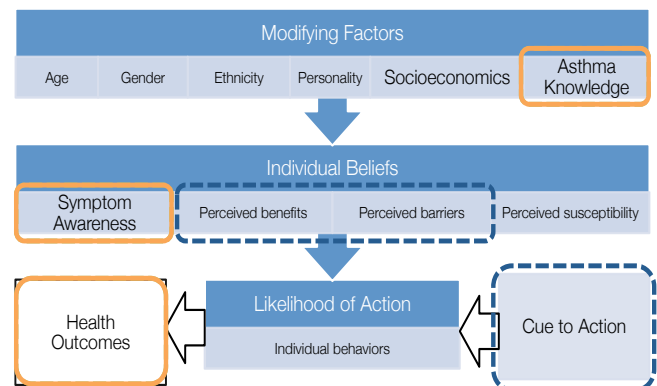 Modifying Factors
Age
Gender
Ethnicity
Personality
Socioeconomics
Asthma
Knowledge
Individual Beliefs
Symptom
Awareness
Perceived benefits
Perceived barriers
Perceived susceptibility
Likelihood of Action
Individual behaviors
Health
Outcomes
Cue to Action